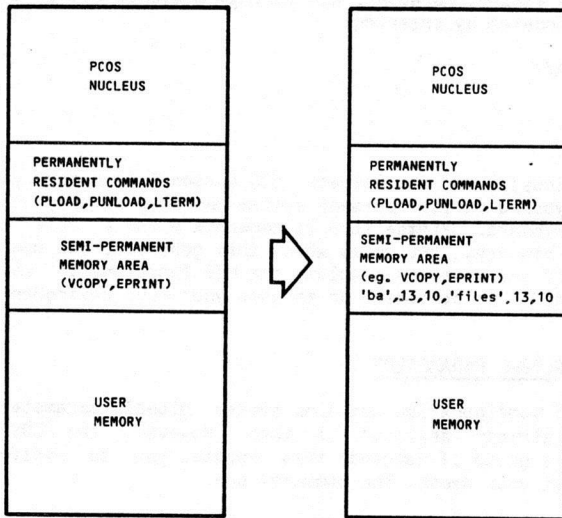 PCOS
NUCLEUS
PERMANENTLY
RESIDENT COMMANDS
(PLOAD,PUNLOAD,LTERM)
SEMI-PERMANENT
MEMORY AREA
(VCOPY,EPRINT)
USER
MEMORY
PCOS
NUCLEUS
PERMANENTLY
RESIDENT COMMANDS
(PLOAD,PUNLOAD,LTERM)
SEMI-PERMANENT
MEMORY AREA
(eg. VCOPY,EPRINT)
'ba',13,10,'files',13,10
USER
MEMORY